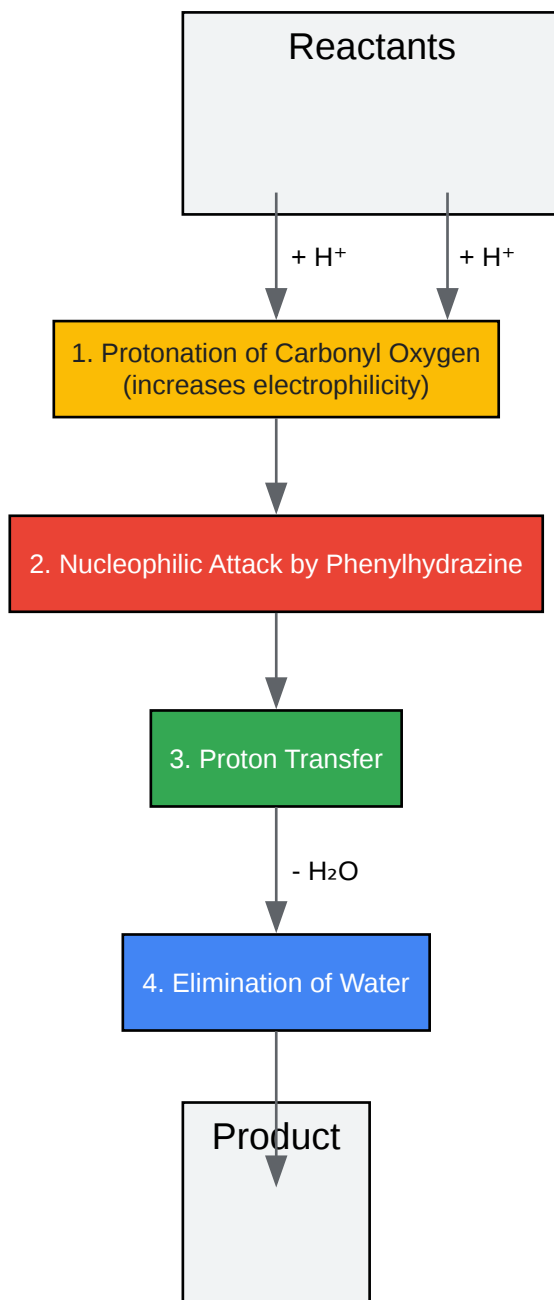 Reactants
+ H⁺
+ H⁺
1. Protonation of Carbonyl Oxygen
(increases electrophilicity)
2. Nucleophilic Attack by Phenylhydrazine
3. Proton Transfer
- H₂O
4. Elimination of Water
Product